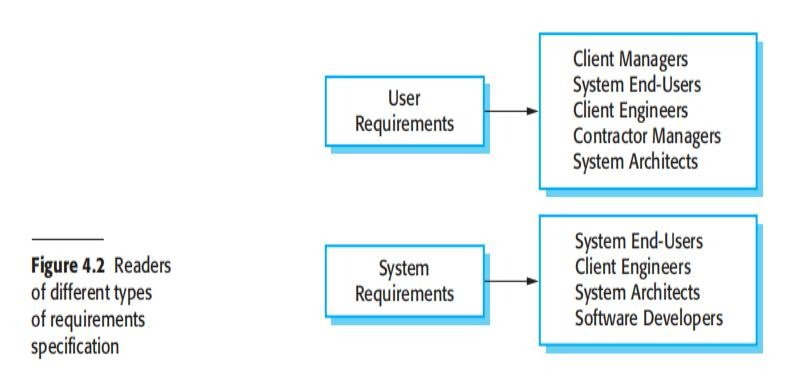 User
Requirements
Client Managers
System End-Users
Client Engineers
Contractor Managers
System Architects
System
Requirements
System End-Users
Client Engineers
System Architects
Software Developers
Figure 4.2 Readers
of different types
of requirements
specification